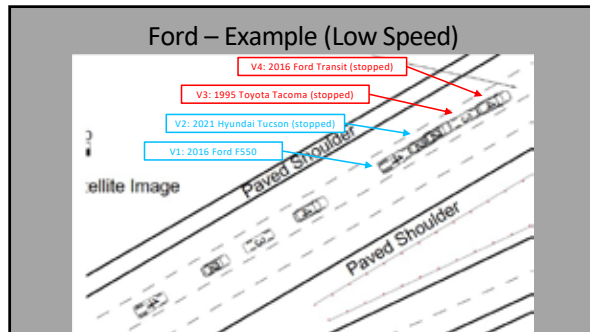 Ford – Example (Low Speed)
V4: 2016 Ford Transit (stopped)
V3: 1995 Toyota Tacoma (stopped)
V2: 2021 Hyundai Tucson (stopped)
V1: 2016 Ford F550
Paved Shoulder
tellite Image
Paved Shoulder